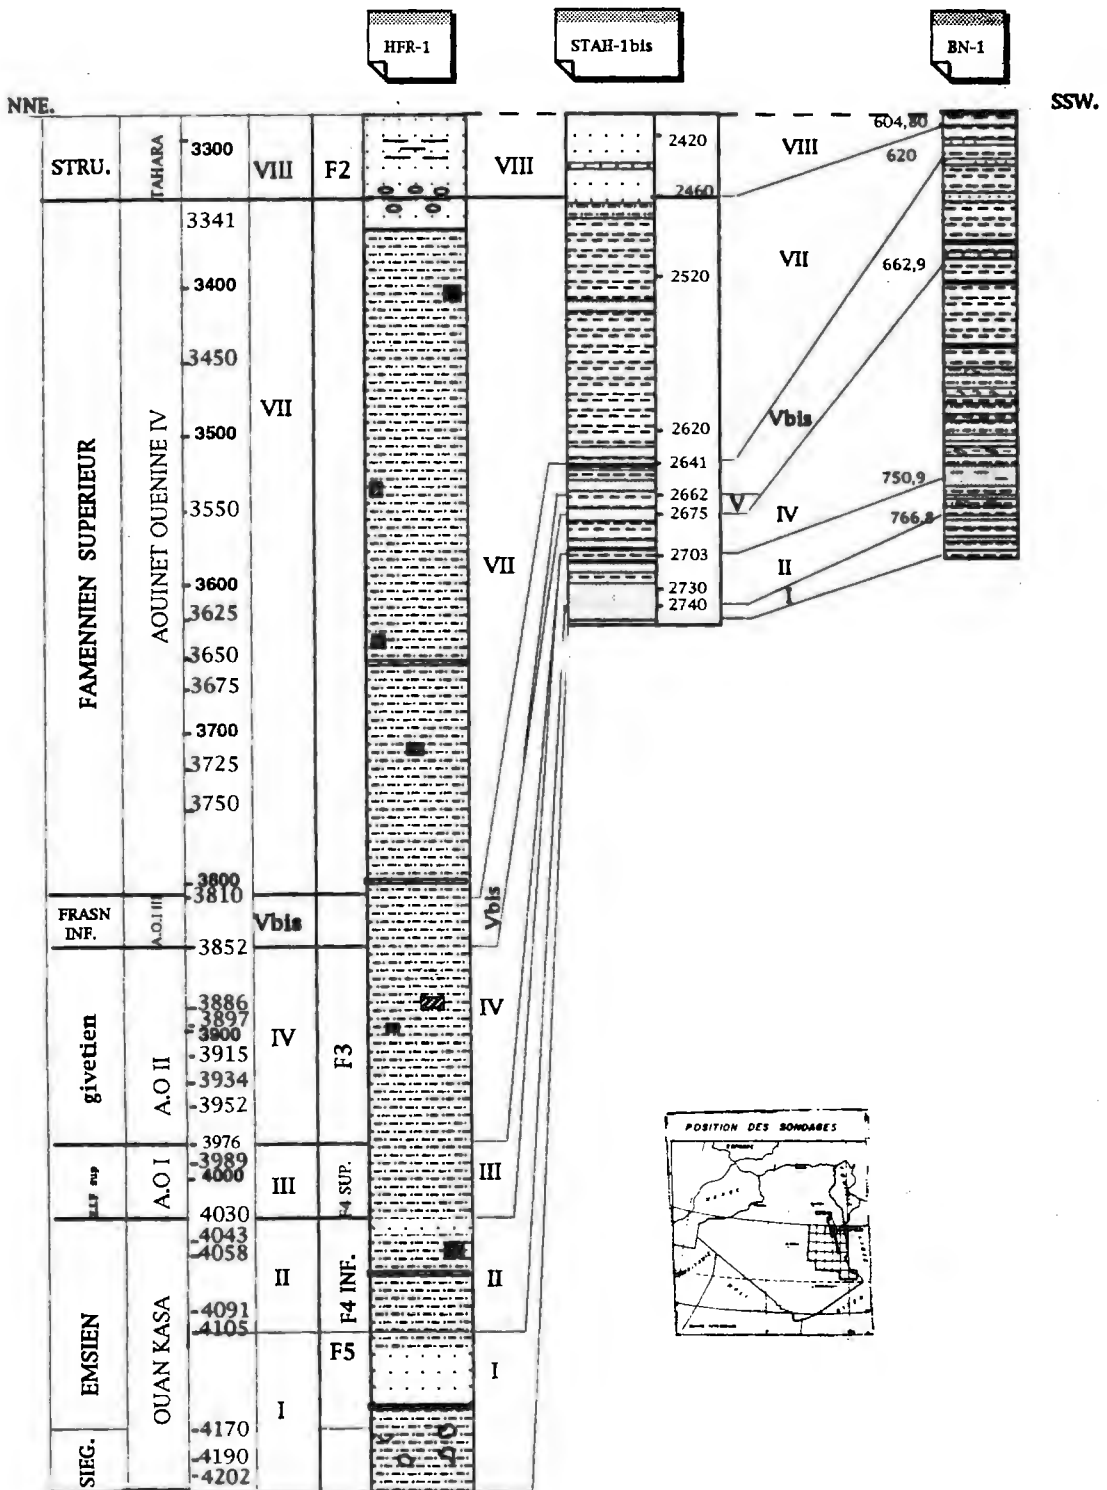 HFR-1
STAH-1bis
BN-1
NNE.
SSW.
STRU.
TAHARA
3300
VIII
F2
VIII
2420
2460
VIII
604,80
620
3341
3400
3450
3500
3550
3600
3625
3650
3675
3700
3725
3750
3800
3810
FAMENNIEN SUPERIEUR
AOUINET OUENINE IV
VII
VII
2520
2620
2641
2662
2675
2703
2730
2740
VII
662,9
Vbis
V
750,9
IV
766,8
II
I
FRASN
INF.
A.O.I III
Vbis
Vbis
3852
3886
3897
3900
3915
3934
3952
3976
givetien
A.O II
IV
F3
IV
3989
4000
4030
sup
A.O I
III
F4 SUP.
III
4043
4058
4091
4105
EMSIEN
OUAN KASA
II
F4 INF.
II
F5
I
I
4170
4190
4202
SIEG.
POSITION DES SONDAGES